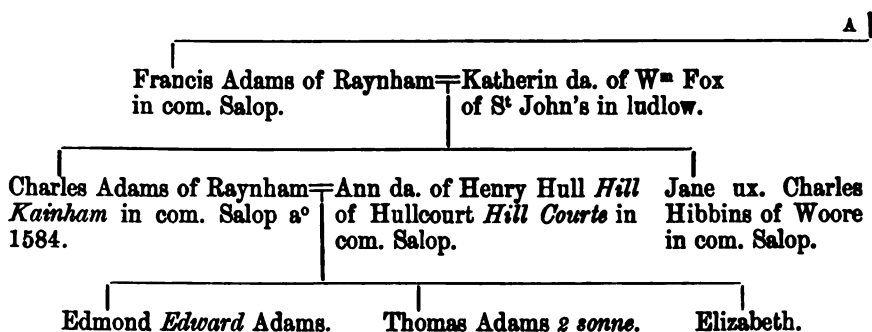 A
Francis Adams of Raynham=Katherin da. of Wᵐ Fox
in com. Salop. of Sᵗ John's in ludlow.
Charles Adams of Raynham=Ann da. of Henry Hull Hill Jane ux. Charles
Kainham in com. Salop aº of Hullcourt Hill Courte in Hibbins of Woore
1584. com. Salop. in com. Salop.
Edmond Edward Adams. Thomas Adams 2 sonne. Elizabeth.